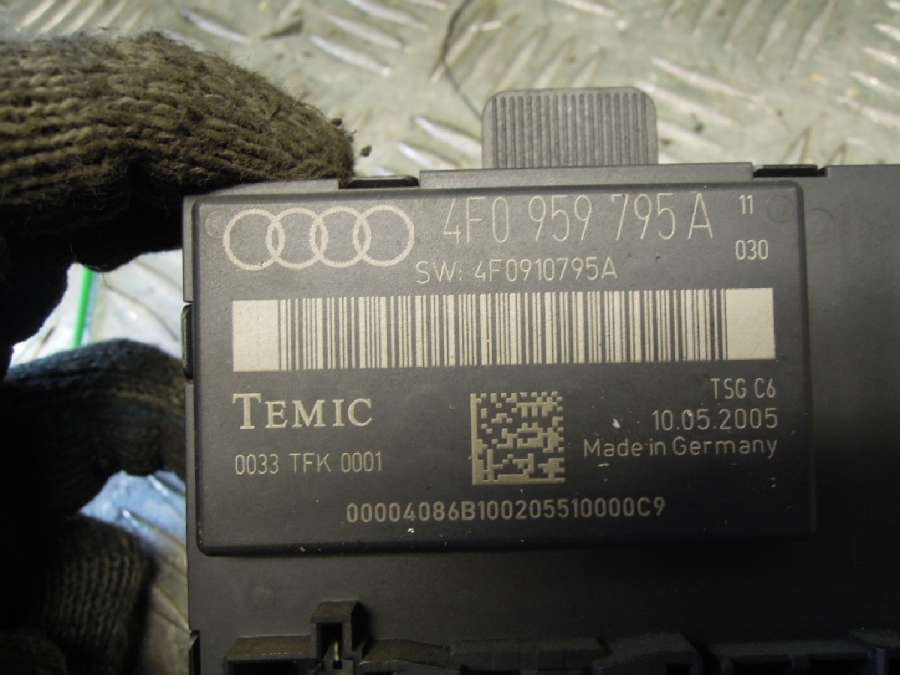 4F0 959 795 A 11
030
SW: 4F0910795A
TEMIC
TSG C6
10.05.2005
Made in Germany
0033 TFK 0001
00004086B100205510000C9